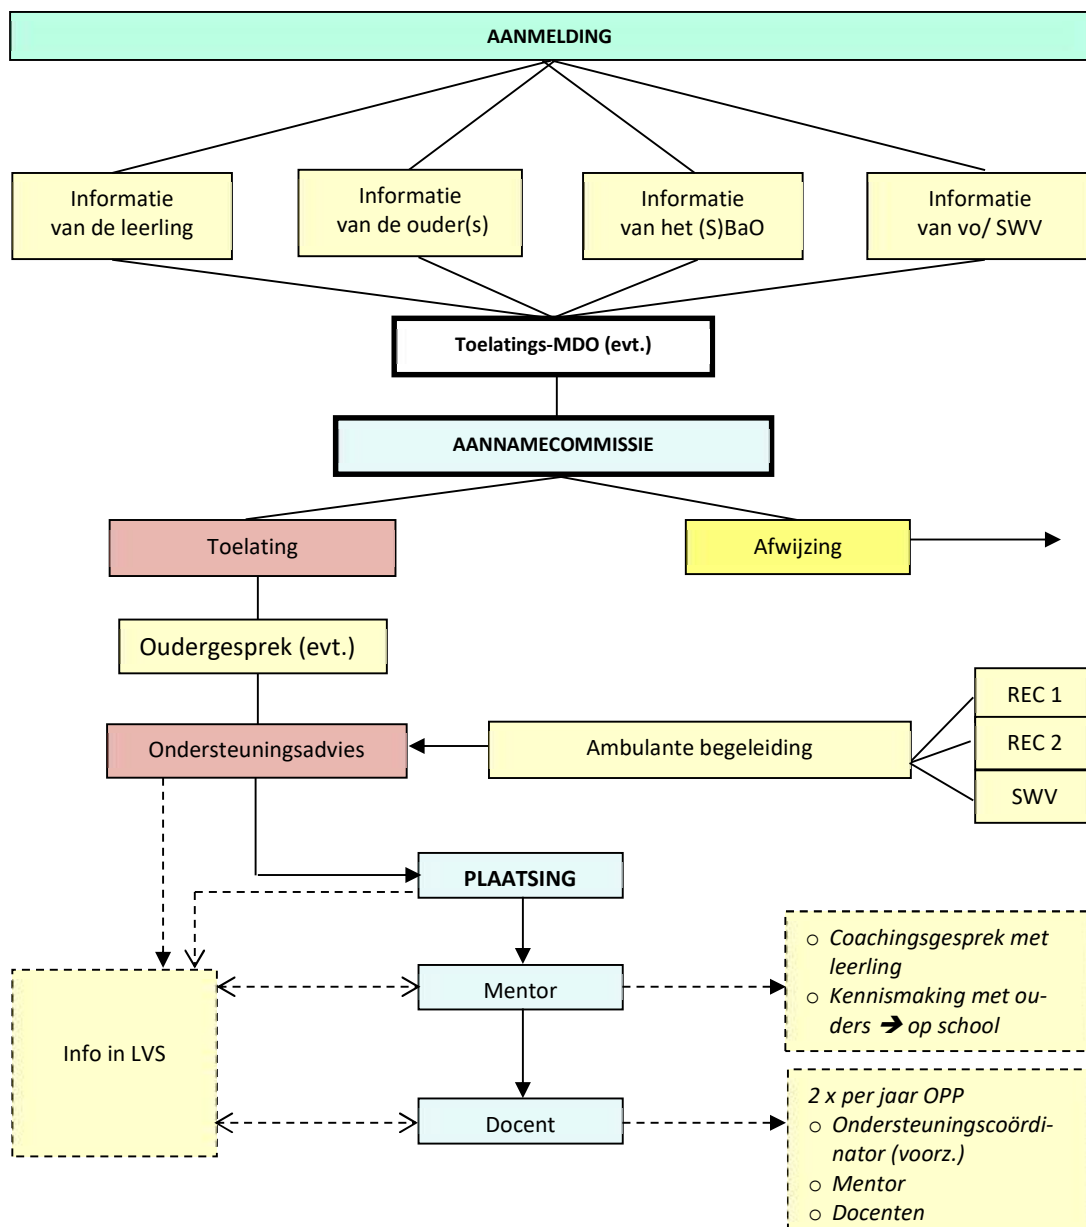 AANMELDING
Informatie
van de leerling
Informatie
van de ouder(s)
Informatie
van het (S)BaO
Informatie
van vo/ SWV
Toelatings-MDO (evt.)
AANNAMECOMMISSIE
Toelating
Afwijzing
Oudergesprek (evt.)
Ondersteuningsadvies
Ambulante begeleiding
REC 1
REC 2
SWV
PLAATSING
Mentor
○ Coachingsgesprek met
leerling
○ Kennismaking met ou-
ders ➔ op school
Info in LVS
Docent
2 x per jaar OPP
○ Ondersteuningscoördi-
nator (voorz.)
○ Mentor
○ Docenten